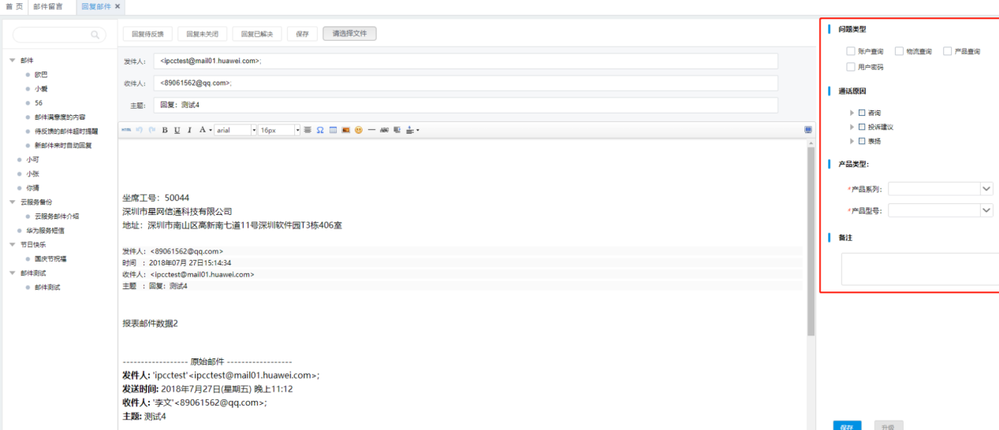 首 页 邮件留言 回复邮件 ×
邮件
欧巴
小爱
56
邮件满意度的内容
待反馈的邮件超时提醒
新邮件来时自动回复
小可
小张
你猜
云服务备份
云服务邮件介绍
华为服务短信
节日快乐
国庆节祝福
邮件测试
邮件测试
回复待反馈 回复未关闭 回复已解决 保存 请选择文件
发件人: <ipcctest@mail01.huawei.com>;
收件人: <89061562@qq.com>;
主题: 回复：测试4
HTML B U I A arial 16px Ω ABC
坐席工号：50044
深圳市星网信通科技有限公司
地址：深圳市南山区高新南七道11号深圳软件园T3栋406室
发件人：<89061562@qq.com>
时间 ：2018年07月 27日15:14:34
收件人：<ipcctest@mail01.huawei.com>
主题 ：回复：测试4
报表邮件数据2
------------------ 原始邮件 ------------------
发件人: 'ipcctest'<ipcctest@mail01.huawei.com>;
发送时间: 2018年7月27日(星期五) 晚上11:12
收件人: '李文'<89061562@qq.com>;
主题: 测试4
问题类型
账户查询 物流查询 产品查询
用户密码
通话原因
咨询
投诉建议
表扬
产品类型：
*产品系列：
*产品型号：
备注
保存 升级